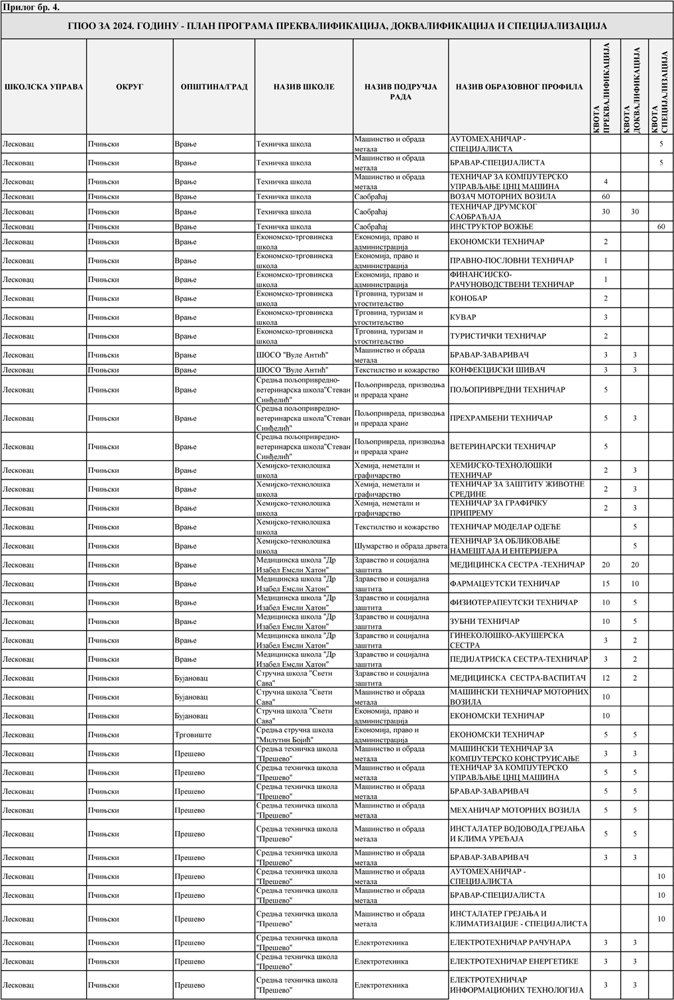 Прилог бр. 4.
ГПОО ЗА 2024. ГОДИНУ - ПЛАН ПРОГРАМА ПРЕКВАЛИФИКАЦИЈА, ДОКВАЛИФИКАЦИЈА И СПЕЦИЈАЛИЗАЦИЈА
ШКОЛСКА УПРАВА ОКРУГ ОПШТИНА/ГРАД НАЗИВ ШКОЛЕ НАЗИВ ПОДРУЧЈА РАДА НАЗИВ ОБРАЗОВНОГ ПРОФИЛА КВОТА ПРЕКВАЛИФИКАЦИЈА КВОТА ДОКВАЛИФИКАЦИЈА КВОТА СПЕЦИЈАЛИЗАЦИЈА
Лесковац Пчињски Врање Техничка школа Машинство и обрада метала АУТОМЕХАНИЧАР - СПЕЦИЈАЛИСТА 5
Лесковац Пчињски Врање Техничка школа Машинство и обрада метала БРАВАР-СПЕЦИЈАЛИСТА 5
Лесковац Пчињски Врање Техничка школа Машинство и обрада метала ТЕХНИЧАР ЗА КОМПЈУТЕРСКО УПРАВЉАЊЕ ЦНЦ МАШИНА 4
Лесковац Пчињски Врање Техничка школа Саобраћај ВОЗАЧ МОТОРНИХ ВОЗИЛА 60
Лесковац Пчињски Врање Техничка школа Саобраћај ТЕХНИЧАР ДРУМСКОГ САОБРАЋАЈА 30 30
Лесковац Пчињски Врање Техничка школа Саобраћај ИНСТРУКТОР ВОЖЊЕ 60
Лесковац Пчињски Врање Економско-трговинска школа Економија, право и администрација ЕКОНОМСКИ ТЕХНИЧАР 2
Лесковац Пчињски Врање Економско-трговинска школа Економија, право и администрација ПРАВНО-ПОСЛОВНИ ТЕХНИЧАР 1
Лесковац Пчињски Врање Економско-трговинска школа Економија, право и администрација ФИНАНСИЈСКО-РАЧУНОВОДСТВЕНИ ТЕХНИЧАР 1
Лесковац Пчињски Врање Економско-трговинска школа Трговина, туризам и угоститељство КОНОБАР 2
Лесковац Пчињски Врање Економско-трговинска школа Трговина, туризам и угоститељство КУВАР 3
Лесковац Пчињски Врање Економско-трговинска школа Трговина, туризам и угоститељство ТУРИСТИЧКИ ТЕХНИЧАР 2
Лесковац Пчињски Врање ШОСО "Вуле Антић" Машинство и обрада метала БРАВАР-ЗАВАРИВАЧ 3 3
Лесковац Пчињски Врање ШОСО "Вуле Антић" Текстилство и кожарство КОНФЕКЦИЈСКИ ШИВАЧ 3 3
Лесковац Пчињски Врање Средња пољопривредно-ветеринарска школа"Стеван Синђелић" Пољопривреда, призводња и прерада хране ПОЉОПРИВРЕДНИ ТЕХНИЧАР 5
Лесковац Пчињски Врање Средња пољопривредно-ветеринарска школа"Стеван Синђелић" Пољопривреда, призводња и прерада хране ПРЕХРАМБЕНИ ТЕХНИЧАР 5 3
Лесковац Пчињски Врање Средња пољопривредно-ветеринарска школа"Стеван Синђелић" Пољопривреда, призводња и прерада хране ВЕТЕРИНАРСКИ ТЕХНИЧАР 5
Лесковац Пчињски Врање Хемијско-технолошка школа Хемија, неметали и графичарство ХЕМИЈСКО-ТЕХНОЛОШКИ ТЕХНИЧАР 2 3
Лесковац Пчињски Врање Хемијско-технолошка школа Хемија, неметали и графичарство ТЕХНИЧАР ЗА ЗАШТИТУ ЖИВОТНЕ СРЕДИНЕ 2 3
Лесковац Пчињски Врање Хемијско-технолошка школа Хемија, неметали и графичарство ТЕХНИЧАР ЗА ГРАФИЧКУ ПРИПРЕМУ 2 3
Лесковац Пчињски Врање Хемијско-технолошка школа Текстилство и кожарство ТЕХНИЧАР МОДЕЛАР ОДЕЋЕ 5
Лесковац Пчињски Врање Хемијско-технолошка школа Шумарство и обрада дрвета ТЕХНИЧАР ЗА ОБЛИКОВАЊЕ НАМЕШТАЈА И ЕНТЕРИЈЕРА 5
Лесковац Пчињски Врање Медицинска школа "Др Изабел Емсли Хатон" Здравство и социјална заштита МЕДИЦИНСКА СЕСТРА -ТЕХНИЧАР 20 20
Лесковац Пчињски Врање Медицинска школа "Др Изабел Емсли Хатон" Здравство и социјална заштита ФАРМАЦЕУТСКИ ТЕХНИЧАР 15 10
Лесковац Пчињски Врање Медицинска школа "Др Изабел Емсли Хатон" Здравство и социјална заштита ФИЗИОТЕРАПЕУТСКИ ТЕХНИЧАР 10 5
Лесковац Пчињски Врање Медицинска школа "Др Изабел Емсли Хатон" Здравство и социјална заштита ЗУБНИ ТЕХНИЧАР 10 5
Лесковац Пчињски Врање Медицинска школа "Др Изабел Емсли Хатон" Здравство и социјална заштита ГИНЕКОЛОШКО-АКУШЕРСКА СЕСТРА 3 2
Лесковац Пчињски Врање Медицинска школа "Др Изабел Емсли Хатон" Здравство и социјална заштита ПЕДИЈАТРИСКА СЕСТРА-ТЕХНИЧАР 3 2
Лесковац Пчињски Бујановац Стручна школа "Свети Сава" Здравство и социјална заштита МЕДИЦИНСКА СЕСТРА-ВАСПИТАЧ 12 2
Лесковац Пчињски Бујановац Стручна школа "Свети Сава" Машинство и обрада метала МАШИНСКИ ТЕХНИЧАР МОТОРНИХ ВОЗИЛА 10
Лесковац Пчињски Бујановац Стручна школа "Свети Сава" Економија, право и администрација ЕКОНОМСКИ ТЕХНИЧАР 10
Лесковац Пчињски Трговиште Средња стручна школа "Милутин Бојић" Економија, право и администрација ЕКОНОМСКИ ТЕХНИЧАР 5 5
Лесковац Пчињски Прешево Средња техничка школа "Прешево" Машинство и обрада метала МАШИНСКИ ТЕХНИЧАР ЗА КОМПЈУТЕРСКО КОНСТРУИСАЊЕ 3 3
Лесковац Пчињски Прешево Средња техничка школа "Прешево" Машинство и обрада метала ТЕХНИЧАР ЗА КОМПЈУТЕРСКО УПРАВЉАЊЕ ЦНЦ МАШИНА 5 5
Лесковац Пчињски Прешево Средња техничка школа "Прешево" Машинство и обрада метала БРАВАР-ЗАВАРИВАЧ 5 5
Лесковац Пчињски Прешево Средња техничка школа "Прешево" Машинство и обрада метала МЕХАНИЧАР МОТОРНИХ ВОЗИЛА 5 5
Лесковац Пчињски Прешево Средња техничка школа "Прешево" Машинство и обрада метала ИНСТАЛАТЕР ВОДОВОДА,ГРЕЈАЊА И КЛИМА УРЕЂАЈА 5 5
Лесковац Пчињски Прешево Средња техничка школа "Прешево" Машинство и обрада метала БРАВАР-ЗАВАРИВАЧ 3 3
Лесковац Пчињски Прешево Средња техничка школа "Прешево" Машинство и обрада метала АУТОМЕХАНИЧАР - СПЕЦИЈАЛИСТА 10
Лесковац Пчињски Прешево Средња техничка школа "Прешево" Машинство и обрада метала БРАВАР-СПЕЦИЈАЛИСТА 10
Лесковац Пчињски Прешево Средња техничка школа "Прешево" Машинство и обрада метала ИНСТАЛАТЕР ГРЕЈАЊА И КЛИМАТИЗАЦИЈЕ - СПЕЦИЈАЛИСТА 10
Лесковац Пчињски Прешево Средња техничка школа "Прешево" Електротехника ЕЛЕКТРОТЕХНИЧАР РАЧУНАРА 3 3
Лесковац Пчињски Прешево Средња техничка школа "Прешево" Електротехника ЕЛЕКТРОТЕХНИЧАР ЕНЕРГЕТИКЕ 3 3
Лесковац Пчињски Прешево Средња техничка школа "Прешево" Електротехника ЕЛЕКТРОТЕХНИЧАР ИНФОРМАЦИОНИХ ТЕХНОЛОГИЈА 3 3